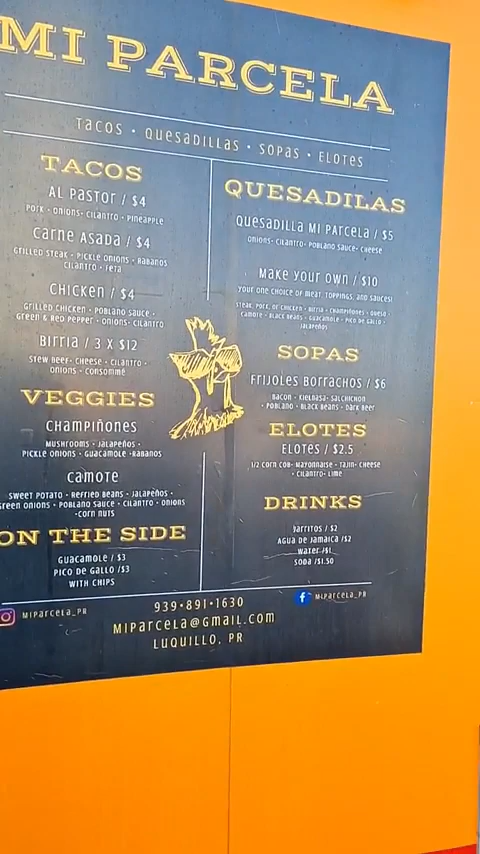 MI PARCELA
TACOS • QUESADILLAS • SOPAS • ELOTES
TACOS
AL PASTOR / $4
PORK • ONIONS• CILANTRO • PINEAPPLE
CARNE ASADA / $4
GRILLED STEAK • PICKLE ONIONS • RABANOS
CILANTRO • FETA
CHICKEN / $4
GRILLED CHICKEN • POBLANO SAUCE •
GREEN & RED PEPPER • ONIONS• CILANTRO
BIRRIA / 3 X $12
STEW BEEF• CHEESE • CILANTRO •
ONIONS • CONSOMMÉ
VEGGIES
CHAMPIÑONES
MUSHROOMS • JALAPEÑOS •
PICKLE ONIONS • GUACAMOLE •RABANOS
CAMOTE
SWEET POTATO • REFRIED BEANS • JALAPEÑOS •
GREEN ONIONS • POBLANO SAUCE • CILANTRO • ONIONS
•CORN NUTS
ON THE SIDE
GUACAMOLE / $3
PICO DE GALLO /$3
WITH CHIPS
QUESADILAS
QUESADILLA MI PARCELA / $5
ONIONS• CILANTRO• POBLANO SAUCE• CHEESE
MAKE YOUR OWN / $10
YOUR ONE CHOICE OF MEAT, TOPPINGS, AND SAUCES!
STEAK, PORK, OR CHICKEN • BIRRIA • CHAMPIÑONES • QUESO •
CAMOTE • BLACK BEANS • GUACAMOLE • PICO DE GALLO •
JALAPEÑOS
SOPAS
FRIJOLES BORRACHOS / $6
BACON • KIELBASA• SALCHICHON
• POBLANO • BLACK BEANS • DARK BEER
ELOTES
ELOTES / $2.5
1/2 CORN COB• MAYONNAISE • TAJIN• CHEESE
• CILANTRO• LIME
DRINKS
JARRITOS / $2
AGUA DE JAMAICA /$2
WATER /$1
SODA /$1.50
MIPARCELA_PR
939•891•1630
MIPARCELA@GMAIL.COM
LUQUILLO, PR
MIPARCELA_PR